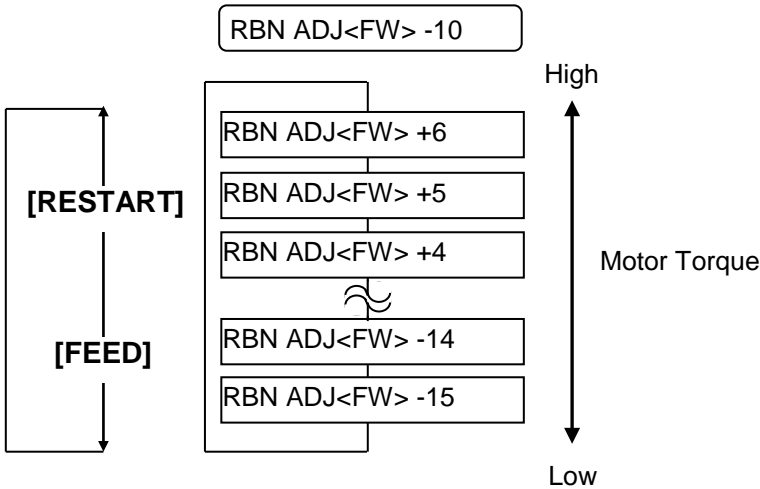 RBN ADJ<FW> -10
High
RBN ADJ<FW> +6
[RESTART]
RBN ADJ<FW> +5
RBN ADJ<FW> +4
Motor Torque
[FEED]
RBN ADJ<FW> -14
RBN ADJ<FW> -15
Low